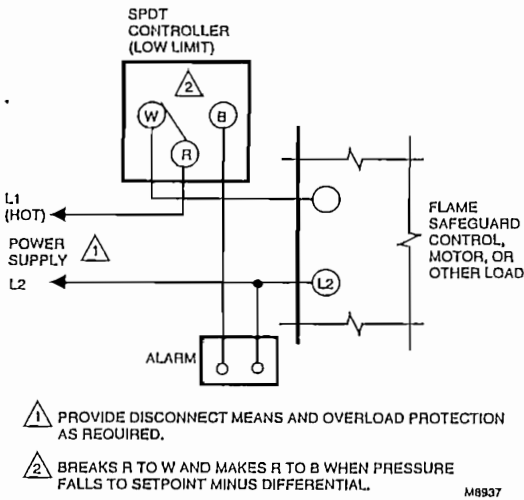 SPDT
CONTROLLER
(LOW LIMIT)
2
W
B
R
L1
(HOT)
POWER
SUPPLY
1
L2
FLAME
SAFEGUARD
CONTROL,
MOTOR, OR
OTHER LOAD
L2
ALARM
1 PROVIDE DISCONNECT MEANS AND OVERLOAD PROTECTION
AS REQUIRED.
2 BREAKS R TO W AND MAKES R TO B WHEN PRESSURE
FALLS TO SETPOINT MINUS DIFFERENTIAL.
M8937